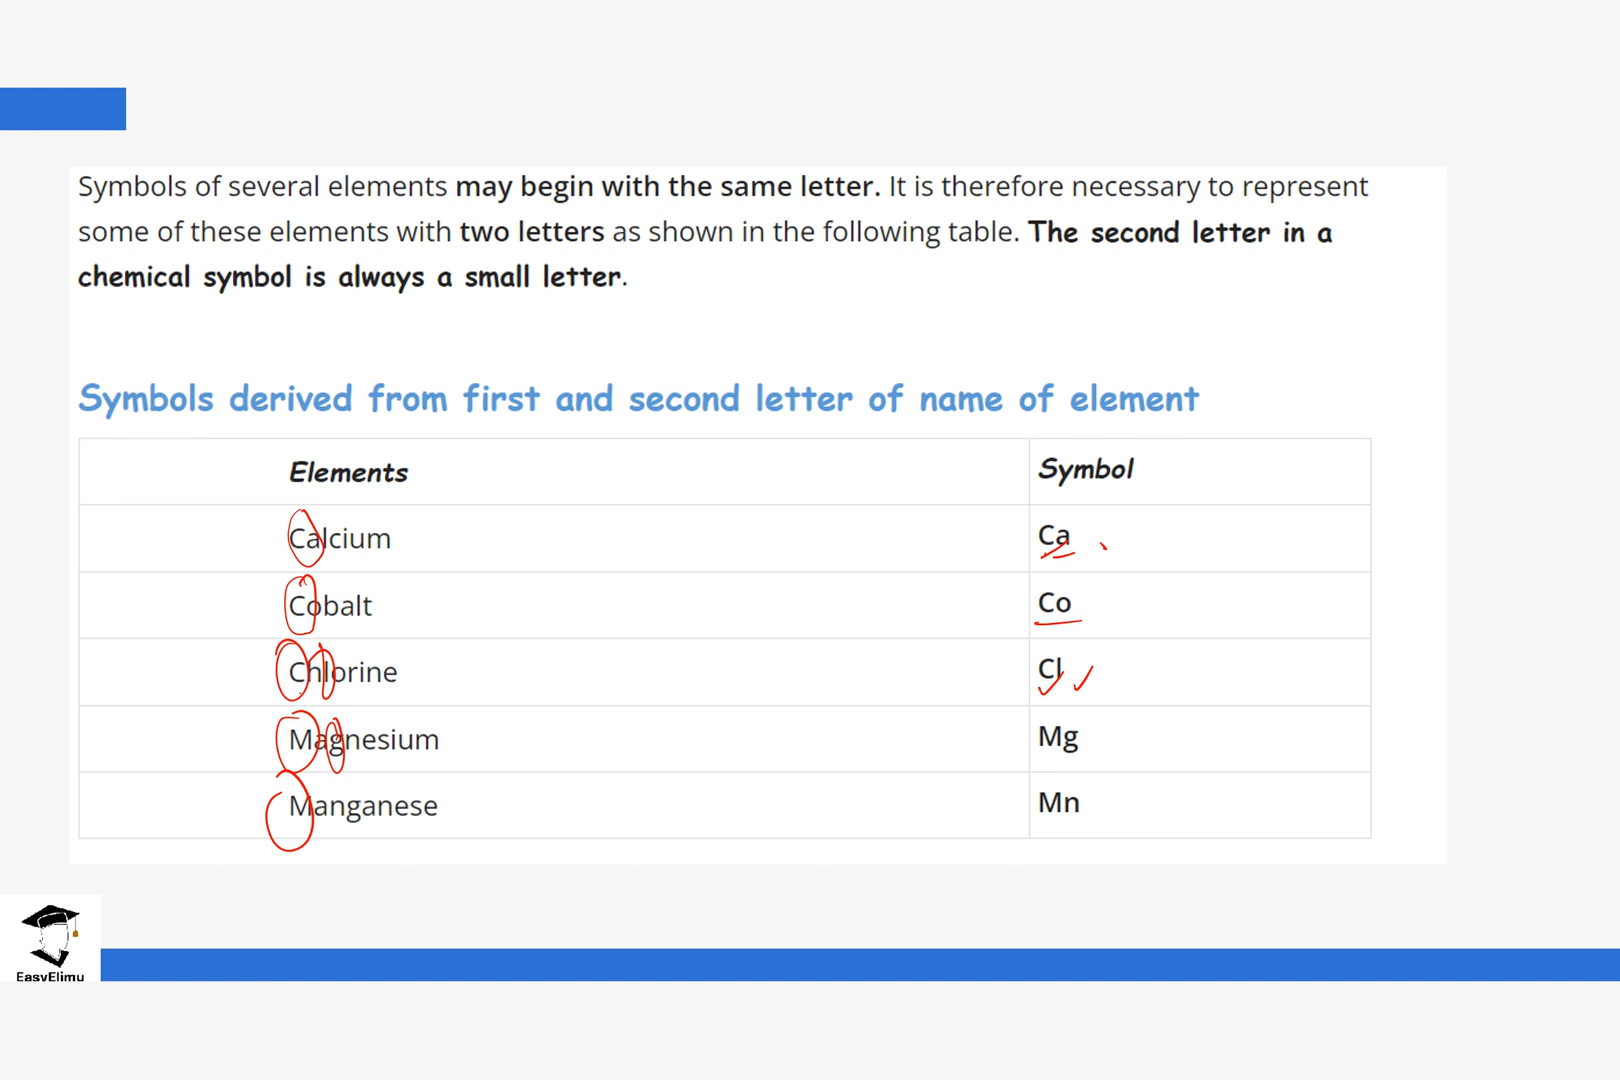 Symbols of several elements may begin with the same letter. It is therefore necessary to represent
some of these elements with two letters as shown in the following table. The second letter in a
chemical symbol is always a small letter.
Symbols derived from first and second letter of name of element
Elements Symbol
Calcium Ca
Cobalt Co
Chlorine Cl
Magnesium Mg
Manganese Mn
EasyElimu